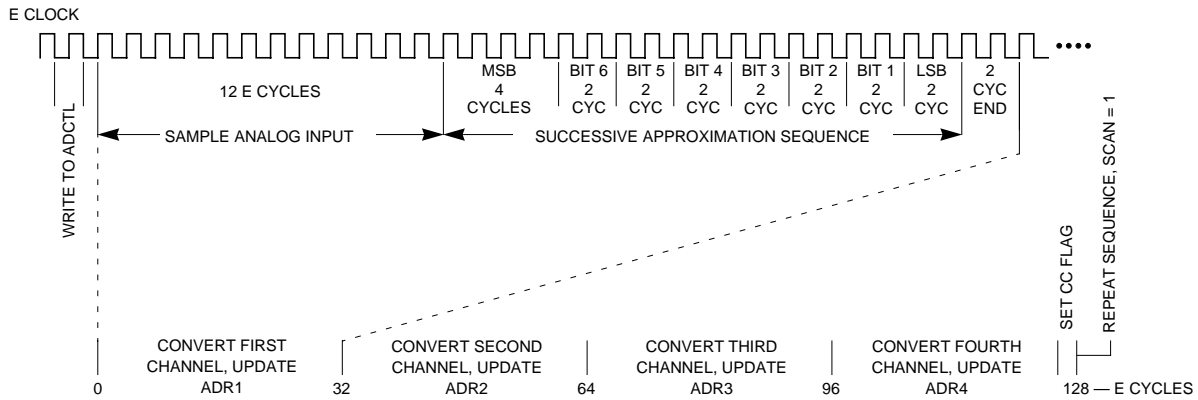 E CLOCK
WRITE TO ADCTL
12 E CYCLES
MSB
4
CYCLES
BIT 6
2
CYC
BIT 5
2
CYC
BIT 4
2
CYC
BIT 3
2
CYC
BIT 2
2
CYC
BIT 1
2
CYC
LSB
2
CYC
2
CYC
END
SAMPLE ANALOG INPUT
SUCCESSIVE APPROXIMATION SEQUENCE
SET CC FLAG
REPEAT SEQUENCE, SCAN = 1
CONVERT FIRST
CHANNEL, UPDATE
ADR1
CONVERT SECOND
CHANNEL, UPDATE
ADR2
CONVERT THIRD
CHANNEL, UPDATE
ADR3
CONVERT FOURTH
CHANNEL, UPDATE
ADR4
0
32
64
96
128 — E CYCLES